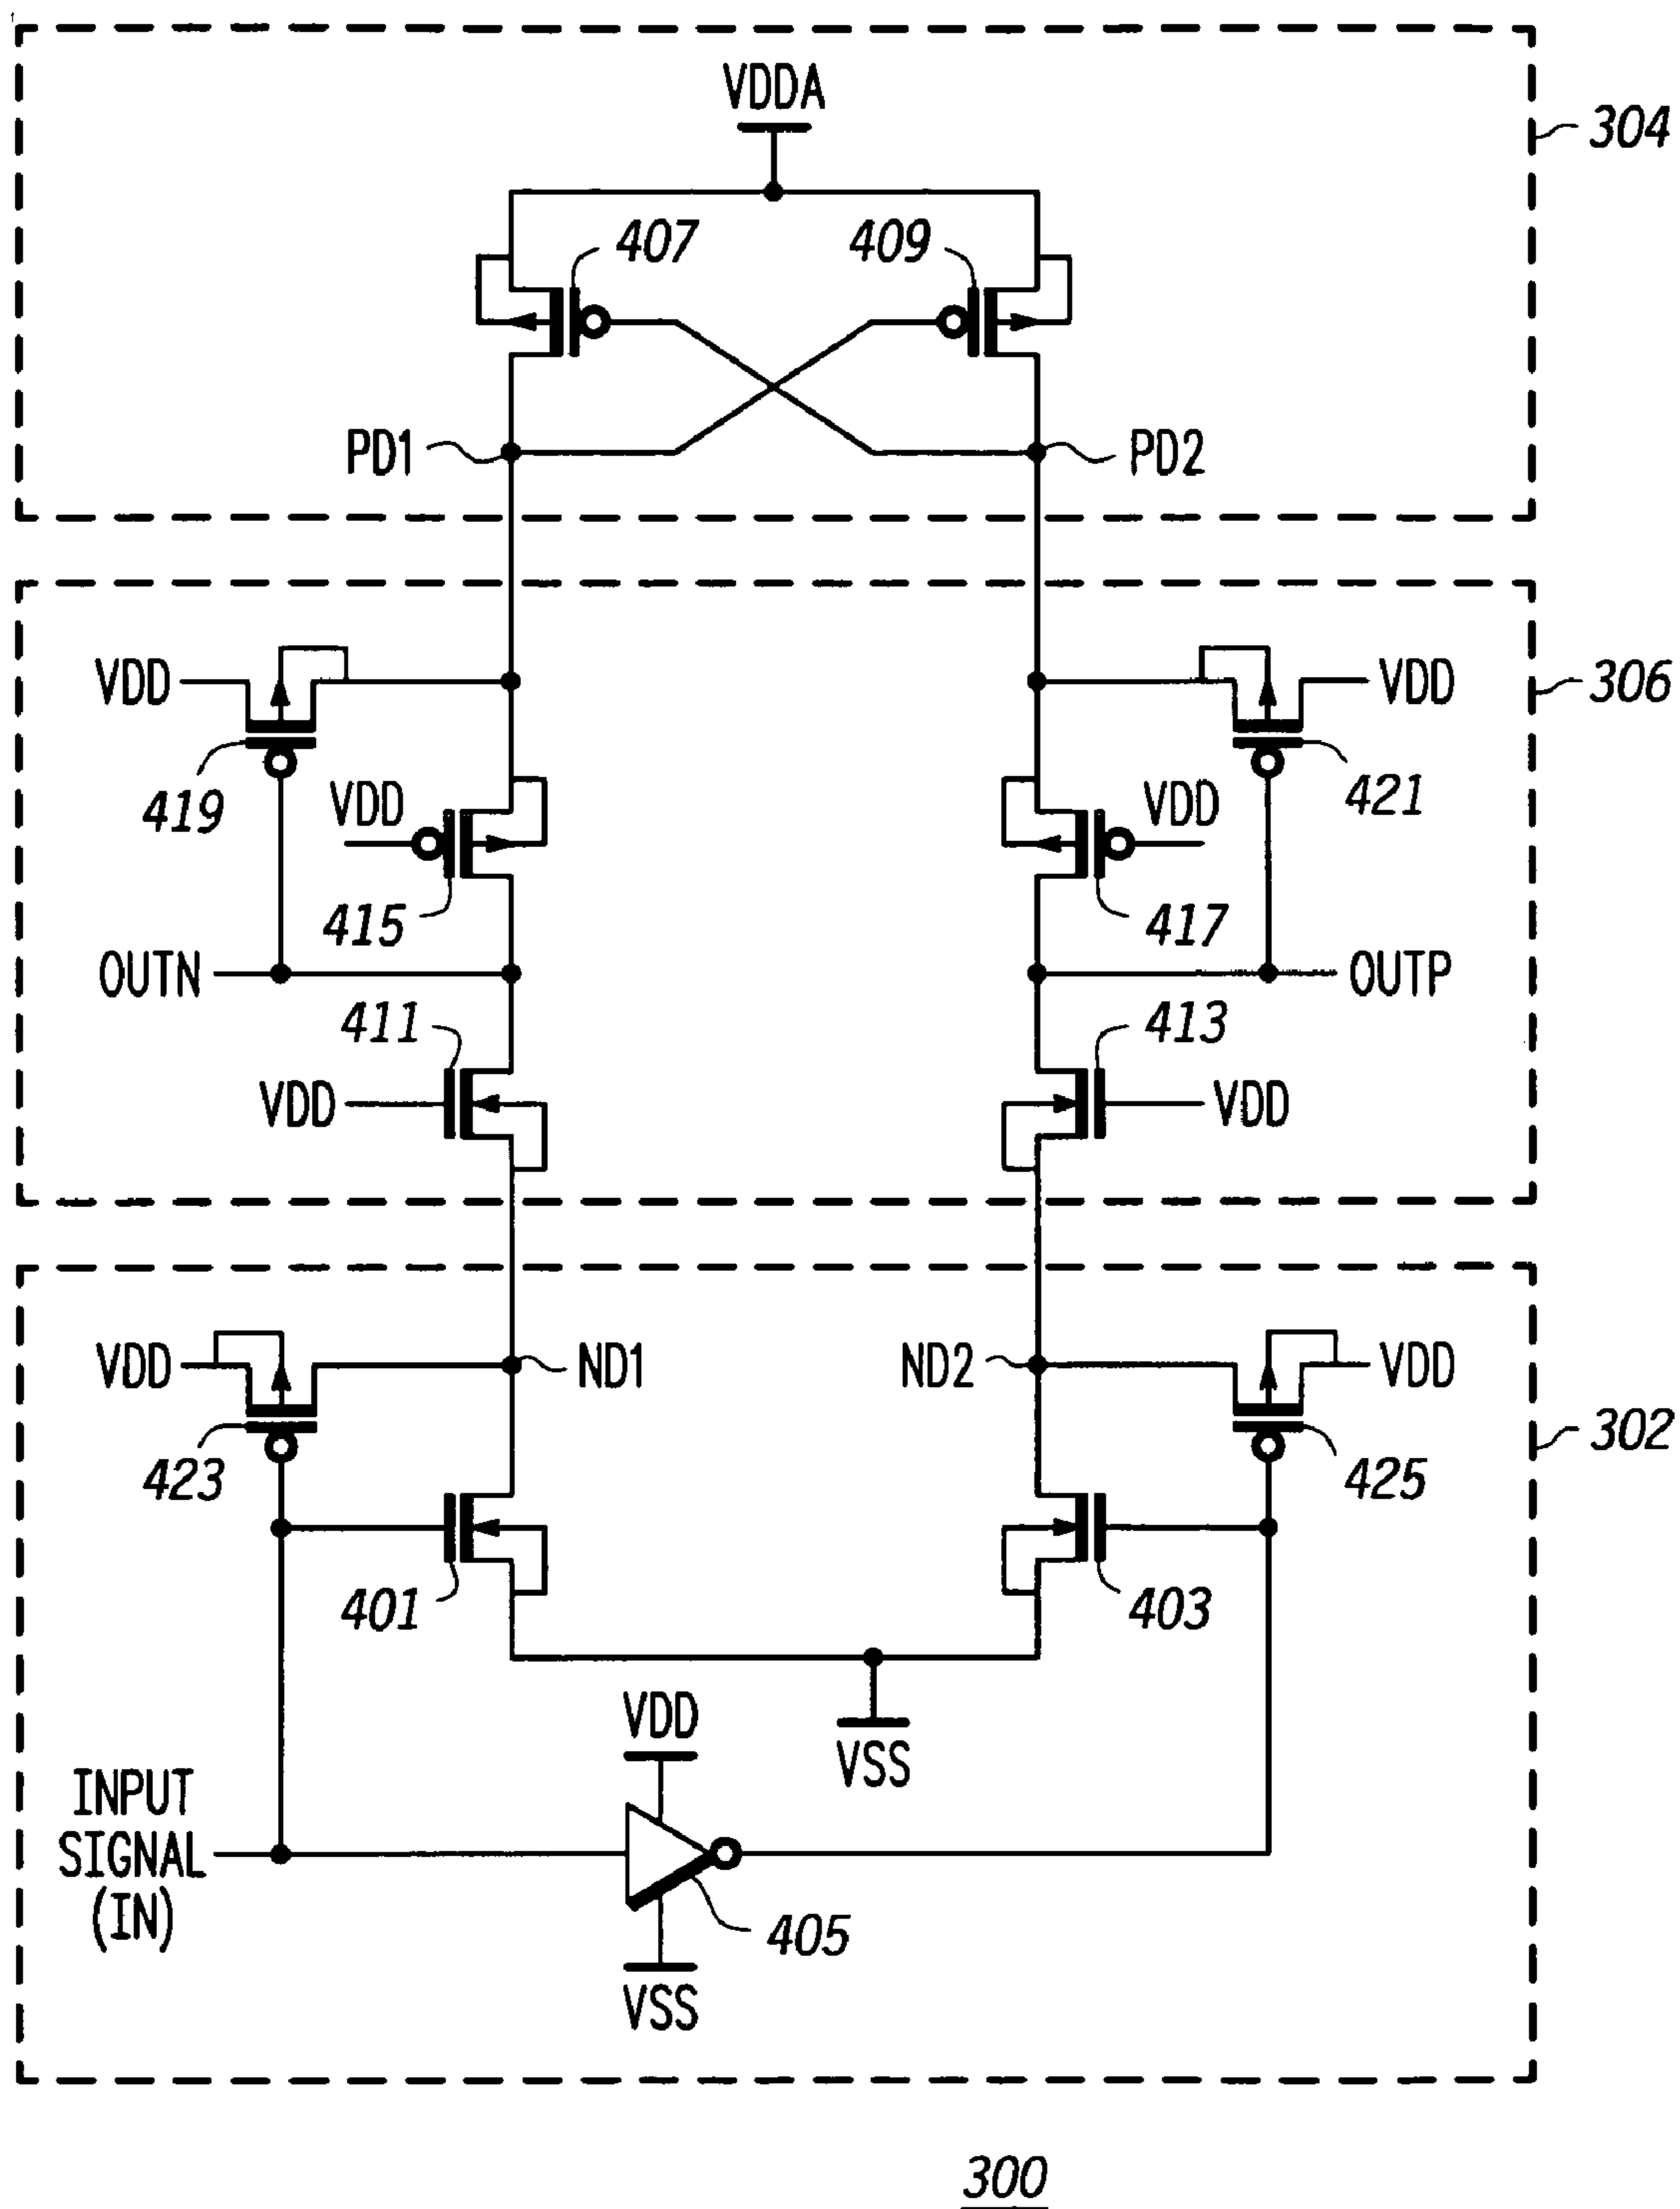 VDDA
304
407
409
PD1
PD2
VDD
VDD
306
419
VDD
VDD
421
415
417
OUTN
OUTP
411
413
VDD
VDD
VDD
ND1
ND2
VDD
302
423
425
401
403
VDD
VSS
INPUT
SIGNAL
(IN)
405
VSS
300